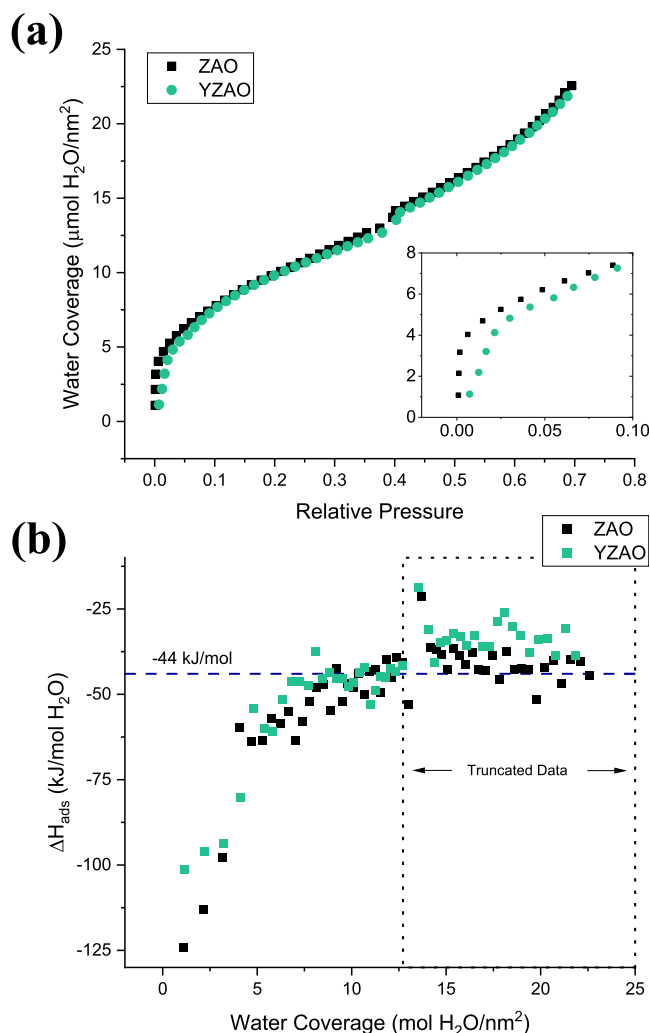 (a)
ZAO
YZAO
25
20
15
10
5
0
Water Coverage (μmol H2O/nm²)
8
6
4
2
0
0.00 0.05 0.10
0.0 0.1 0.2 0.3 0.4 0.5 0.6 0.7 0.8
Relative Pressure
(b)
ZAO
YZAO
-25
-50
-75
-100
-125
ΔHads (kJ/mol H2O)
-44 kJ/mol
Truncated Data
0 5 10 15 20 25
Water Coverage (mol H2O/nm²)